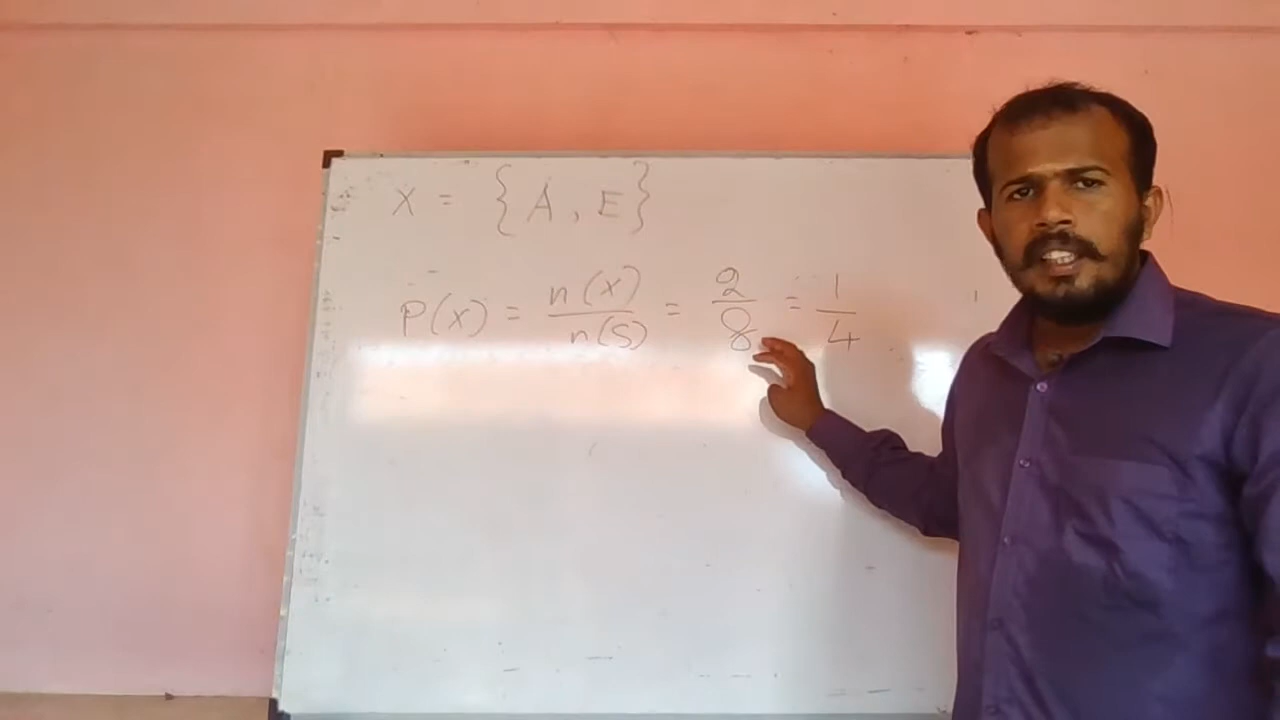 X = {A, E}
P(X) = n(X)/n(S) = 2/8 = 1/4